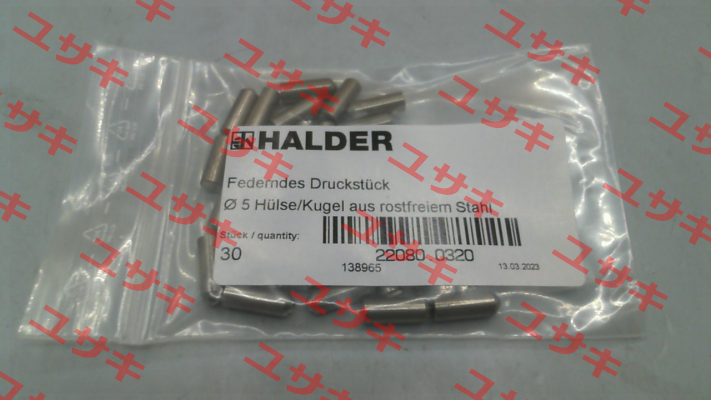 HALDER
Federndes Druckstück
Ø 5 Hülse/Kugel aus rostfreiem Stahl
Stück / quantity:
30
22080 0320
138965
13.03.2023
ユサキ